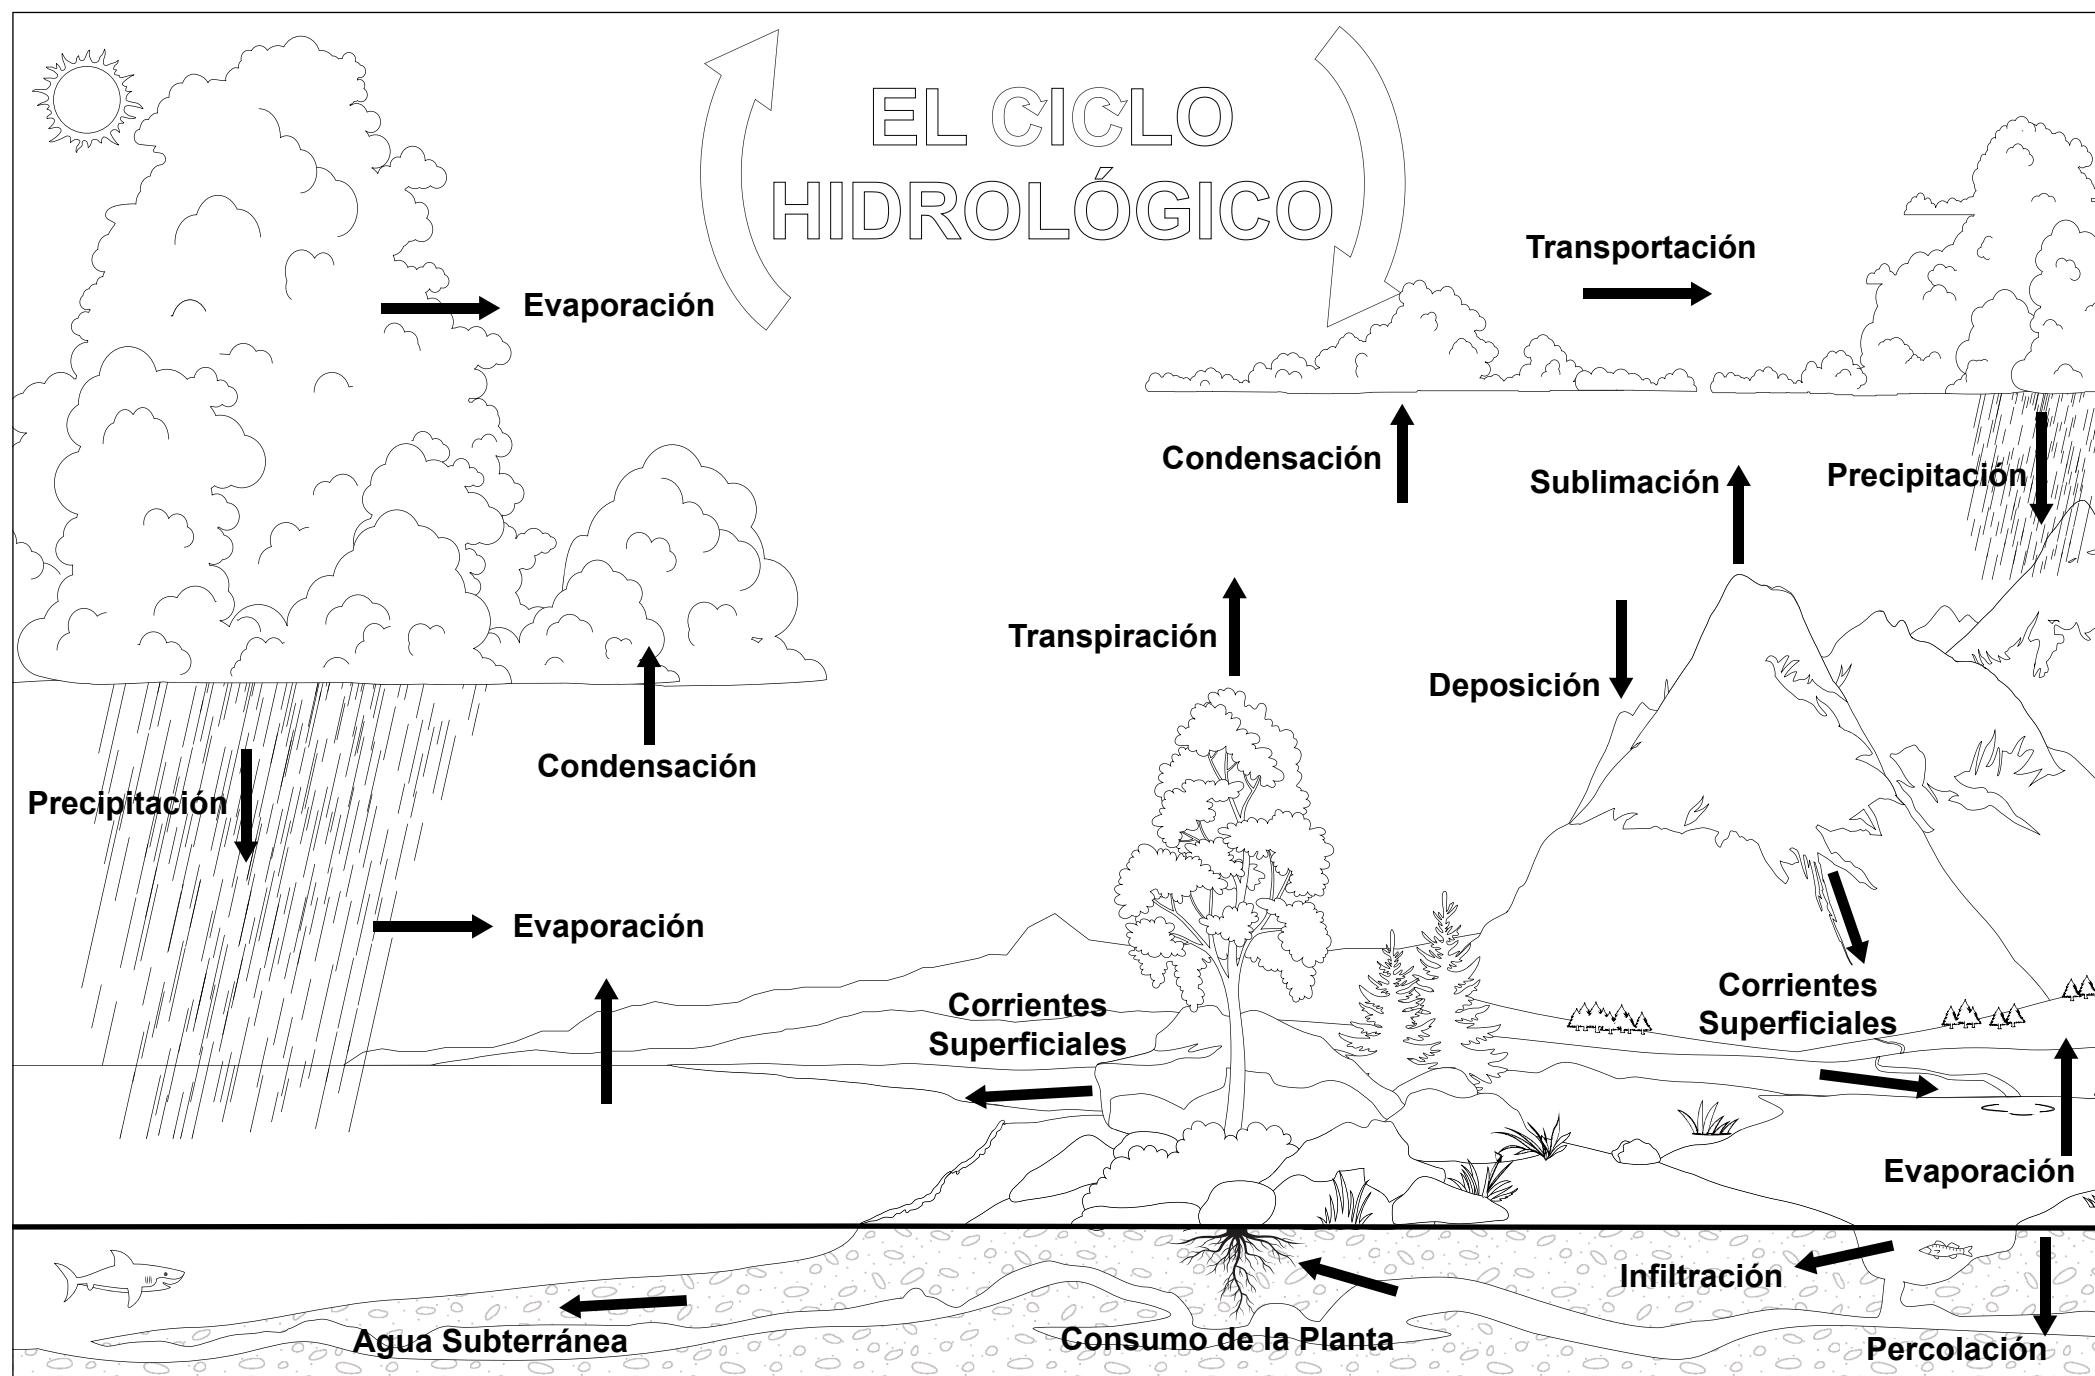 EL CICLO
HIDROLÓGICO
Transportación
Evaporación
Condensación
Sublimación
Precipitación
Transpiración
Deposición
Condensación
Precipitación
Evaporación
Corrientes
Superficiales
Corrientes
Superficiales
Evaporación
Infiltración
Agua Subterránea
Consumo de la Planta
Percolación